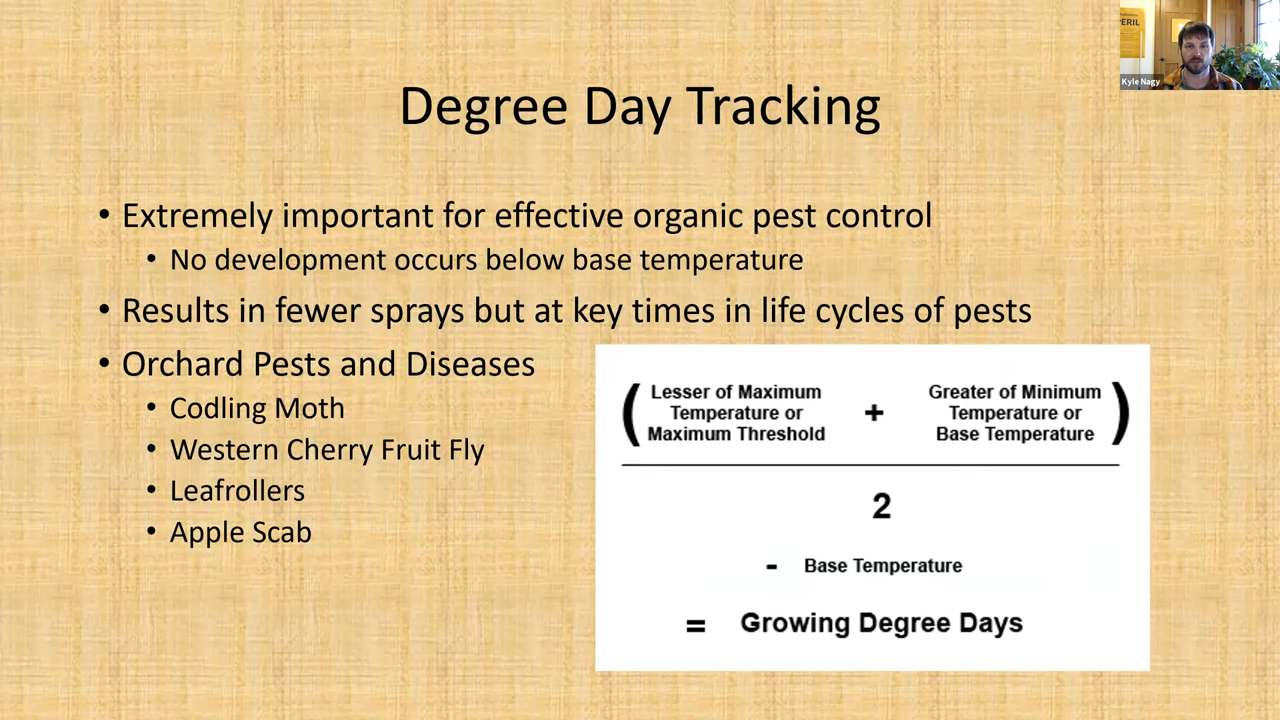 ERIL
Kyle Nagy
Degree Day Tracking
• Extremely important for effective organic pest control
• No development occurs below base temperature
• Results in fewer sprays but at key times in life cycles of pests
• Orchard Pests and Diseases
• Codling Moth
• Western Cherry Fruit Fly
• Leafrollers
• Apple Scab
( Lesser of Maximum
Temperature or
Maximum Threshold
+
Greater of Minimum
Temperature or
Base Temperature )
2
- Base Temperature
= Growing Degree Days